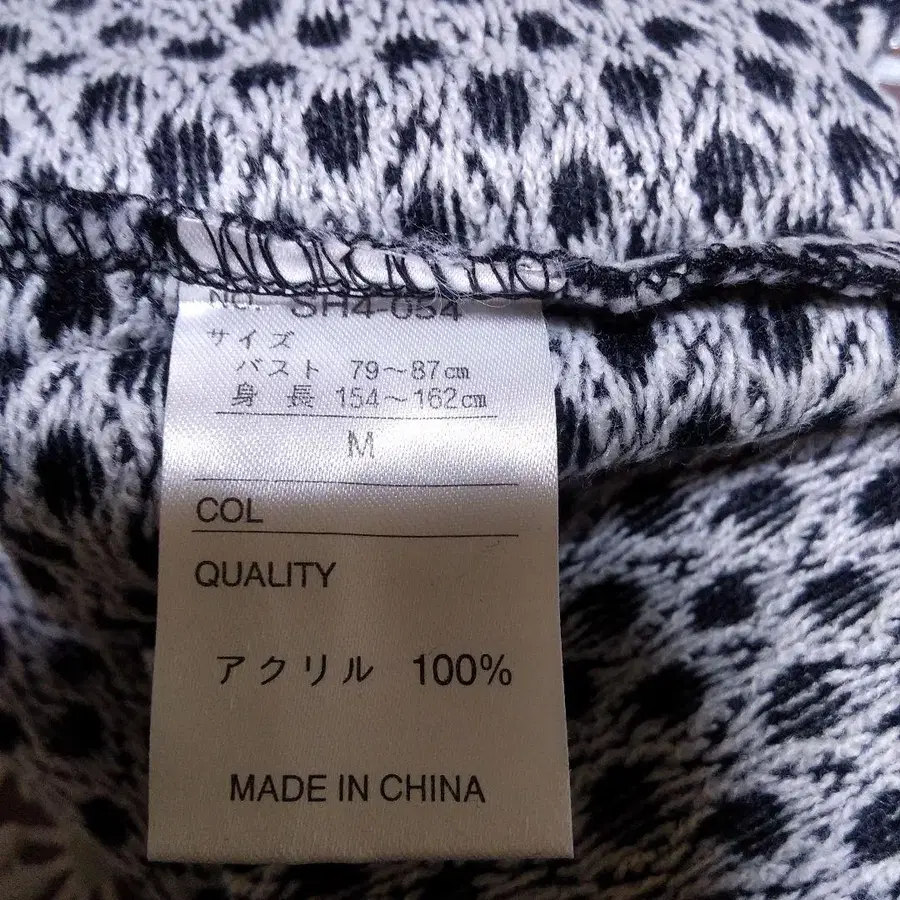 NO. SH4-054
サイズ
バスト 79～87㎝
身長 154～162㎝
M
COL
QUALITY
アクリル 100%
MADE IN CHINA